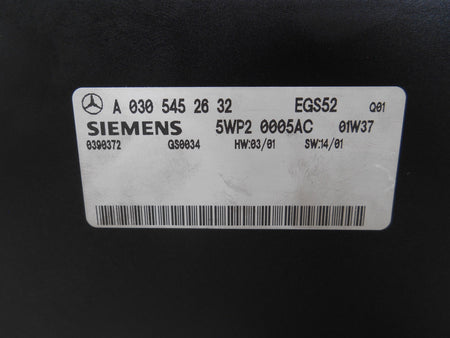 A 030 545 26 32 EGS52 Q01
SIEMENS 5WP2 0005AC 01W37
0390372 GS0034 HW:03/01 SW:14/01